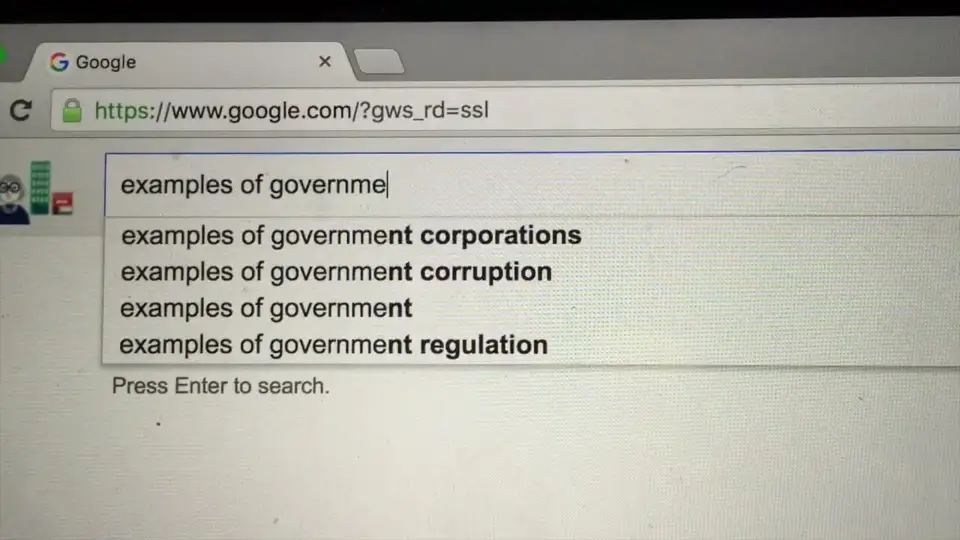 Google
https://www.google.com/?gws_rd=ssl
examples of governme
examples of government corporations
examples of government corruption
examples of government
examples of government regulation
Press Enter to search.